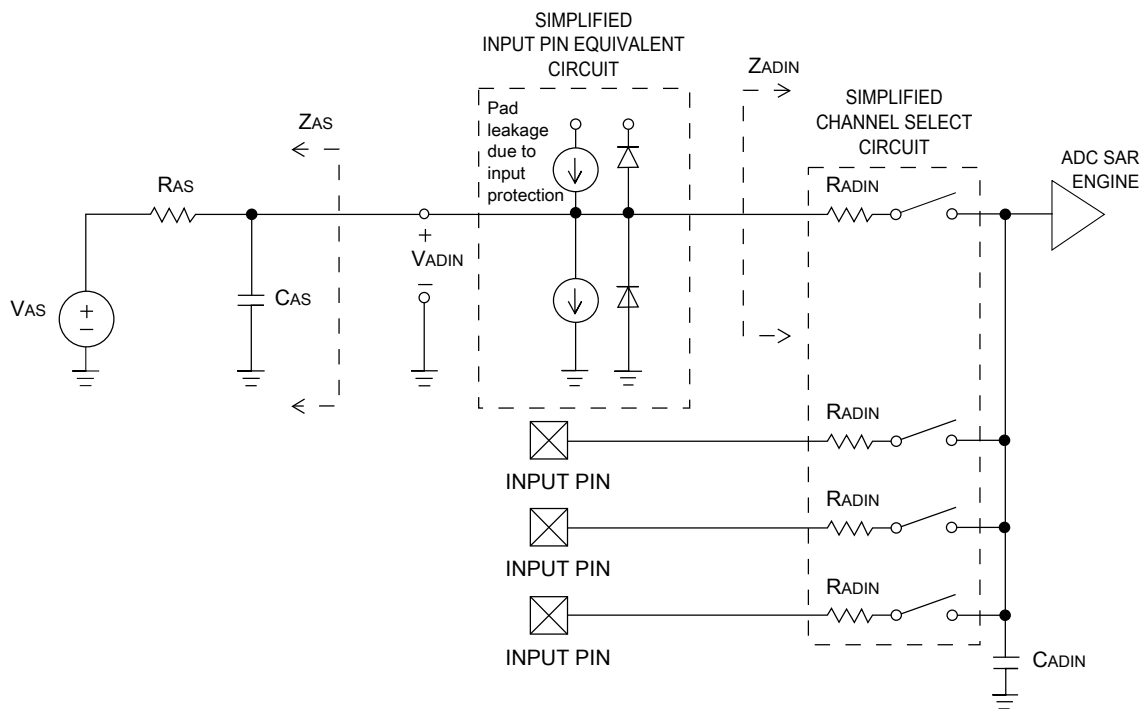 SIMPLIFIED
INPUT PIN EQUIVALENT
CIRCUIT
ZADIN
Pad
leakage
due to
input
protection
SIMPLIFIED
CHANNEL SELECT
CIRCUIT
ZAS
ADC SAR
ENGINE
RAS
RADIN
+
VADIN
–
VAS
+
–
CAS
RADIN
INPUT PIN
RADIN
INPUT PIN
RADIN
INPUT PIN
CADIN